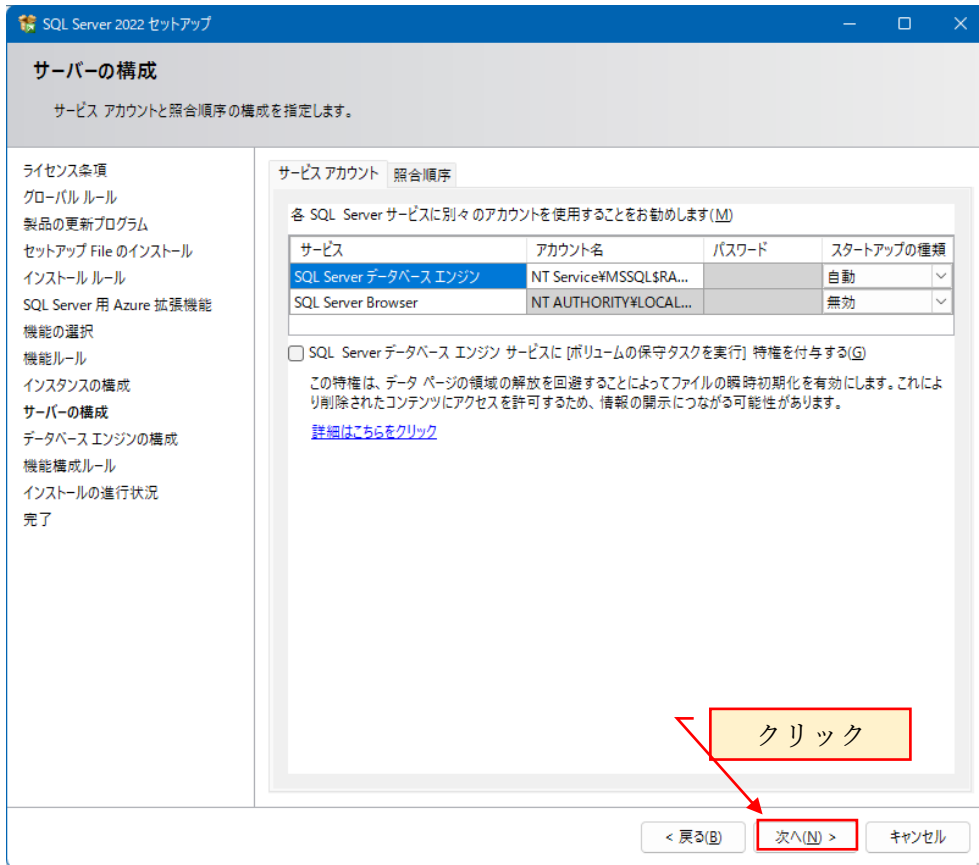 SQL Server 2022 セットアップ
サーバーの構成
サービス アカウントと照合順序の構成を指定します。
ライセンス条項
グローバル ルール
製品の更新プログラム
セットアップ File のインストール
インストール ルール
SQL Server 用 Azure 拡張機能
機能の選択
機能ルール
インスタンスの構成
サーバーの構成
データベース エンジンの構成
機能構成ルール
インストールの進行状況
完了
サービス アカウント 照合順序
各 SQL Server サービスに別々のアカウントを使用することをお勧めします(M)
サービス アカウント名 パスワード スタートアップの種類
SQL Server データベース エンジン NT Service¥MSSQL$RA... 自動
SQL Server Browser NT AUTHORITY¥LOCAL... 無効
SQL Server データベース エンジン サービスに [ボリュームの保守タスクを実行] 特権を付与する(G)
この特権は、データ ページの領域の解放を回避することによってファイルの瞬時初期化を有効にします。これによ
り削除されたコンテンツにアクセスを許可するため、情報の開示につながる可能性があります。
詳細はこちらをクリック
クリック
< 戻る(B) 次へ(N) > キャンセル